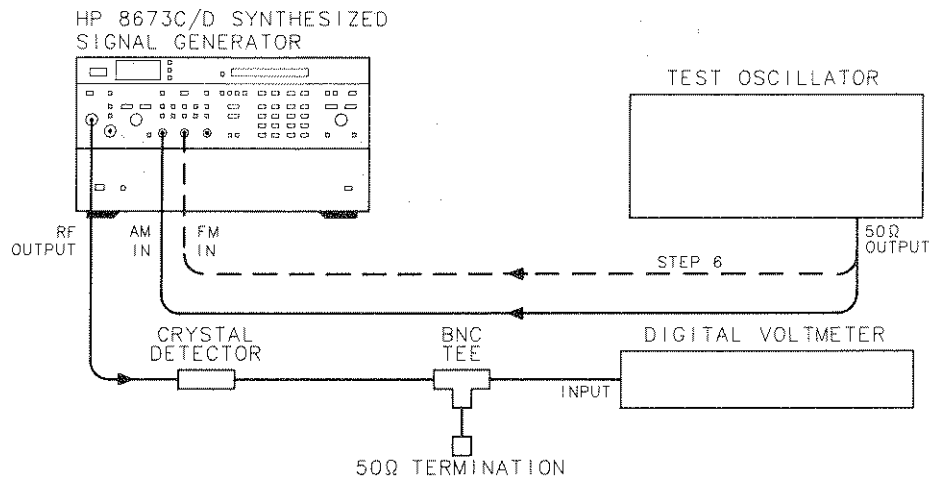 HP 8673C/D SYNTHESIZED
SIGNAL GENERATOR
TEST OSCILLATOR
RF
OUTPUT
AM
IN
FM
IN
50Ω
OUTPUT
STEP 6
CRYSTAL
DETECTOR
BNC
TEE
DIGITAL VOLTMETER
INPUT
50Ω TERMINATION